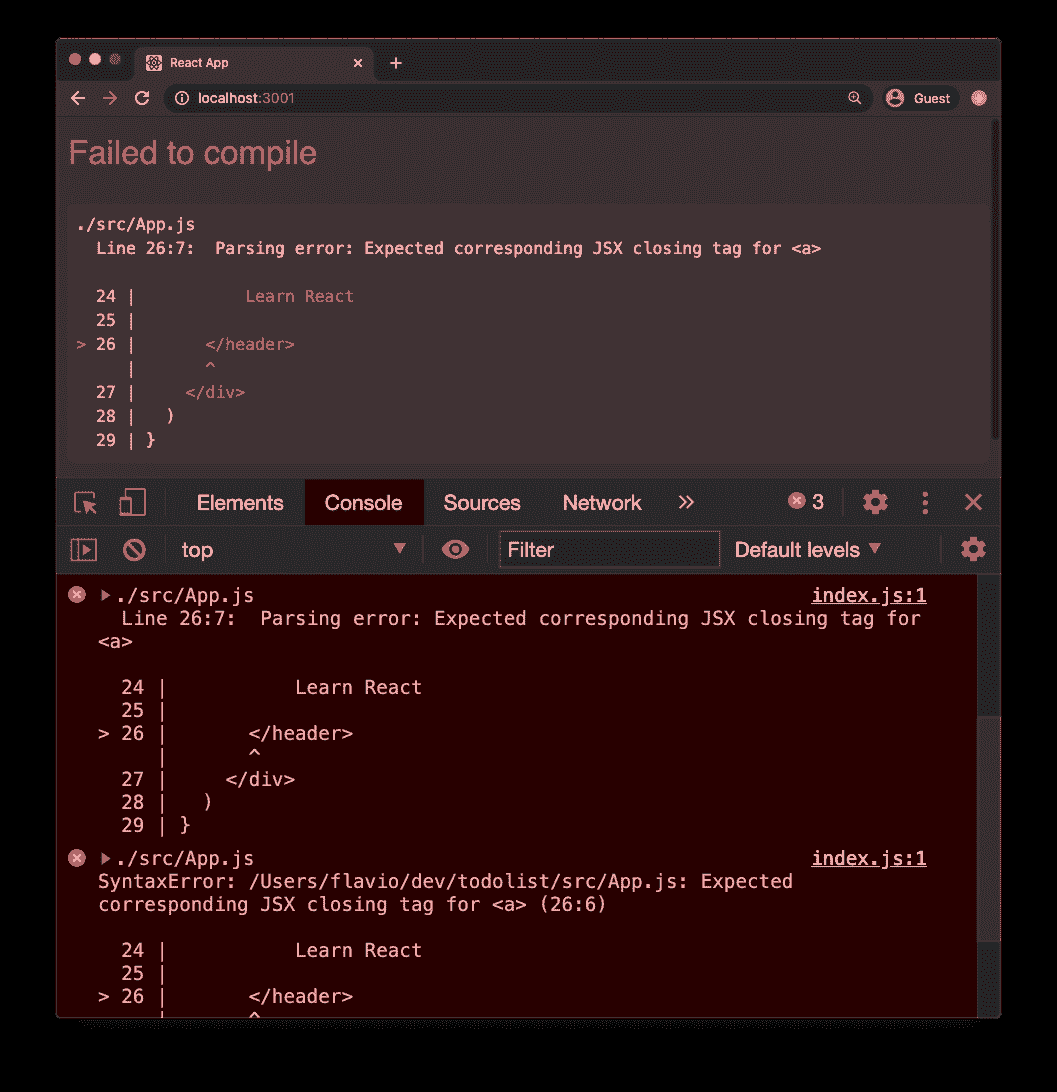 React App
localhost:3001
Guest
Failed to compile
./src/App.js
Line 26:7:  Parsing error: Expected corresponding JSX closing tag for <a>
24 |           Learn React
25 |
> 26 |       </header>
|       ^
27 |     </div>
28 |   )
29 | }
Elements Console Sources Network » 3
top Filter Default levels
./src/App.js index.js:1
Line 26:7:  Parsing error: Expected corresponding JSX closing tag for
<a>
24 |           Learn React
25 |
> 26 |       </header>
|       ^
27 |     </div>
28 |   )
29 | }
./src/App.js index.js:1
SyntaxError: /Users/flavio/dev/todolist/src/App.js: Expected
corresponding JSX closing tag for <a> (26:6)
24 |           Learn React
25 |
> 26 |       </header>
|       ^